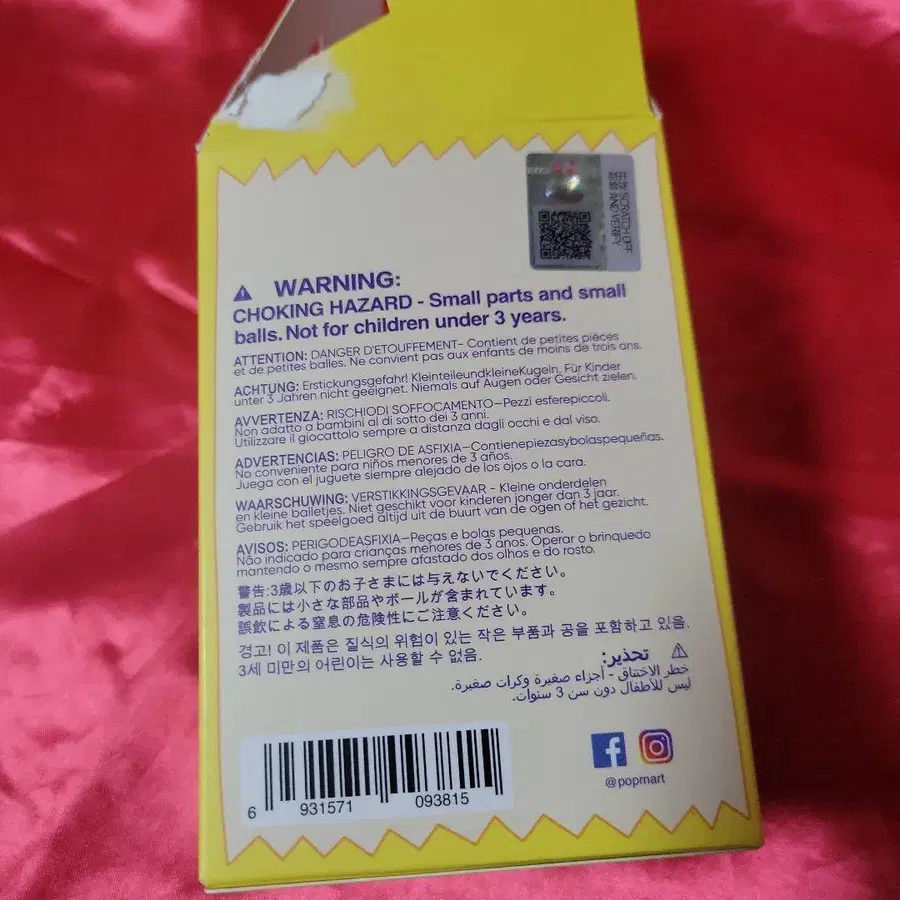 刮涂层 SCRATCH OFF
AND VERIFY
WARNING:
CHOKING HAZARD - Small parts and small
balls. Not for children under 3 years.
ATTENTION: DANGER D'ETOUFFEMENT- Contient de petites pièces
et de petites balles. Ne convient pas aux enfants de moins de trois ans.
ACHTUNG: Erstickungsgefahr! KleinteileundkleineKugeln. Für Kinder
unter 3 Jahren nicht geeignet. Niemals auf Augen oder Gesicht zielen.
AVVERTENZA: RISCHIODI SOFFOCAMENTO—Pezzi esferepiccoli.
Non adatto a bambini al di sotto dei 3 anni.
Utilizzare il giocattolo sempre a distanza dagli occhi e dal viso.
ADVERTENCIAS: PELIGRO DE ASFIXIA—Contienepiezasybolaspequeñas.
No conveniente para niños menores de 3 años.
Juega con el juguete siempre alejado de los ojos o la cara.
WAARSCHUWING: VERSTIKKINGSGEVAAR - Kleine onderdelen
en kleine balletjes. Niet geschikt voor kinderen jonger dan 3 jaar.
Gebruik het speelgoed altijd uit de buurt van de ogen of het gezicht.
AVISOS: PERIGODEASFIXIA—Peças e bolas pequenas.
Não indicado para crianças menores de 3 anos. Operar o brinquedo
mantendo o mesmo sempre afastado dos olhos e do rosto.
警告:3歳以下のお子さまには与えないでください。
製品には小さな部品やボールが含まれています。
誤飲による窒息の危険性にご注意ください。
경고! 이 제품은 질식의 위험이 있는 작은 부품과 공을 포함하고 있음.
3세 미만의 어린이는 사용할 수 없음.
تحذير:
خطر الاختناق - أجزاء صغيرة وكرات صغيرة.
ليس للأطفال دون سن 3 سنوات.
6 931571 093815
@popmart